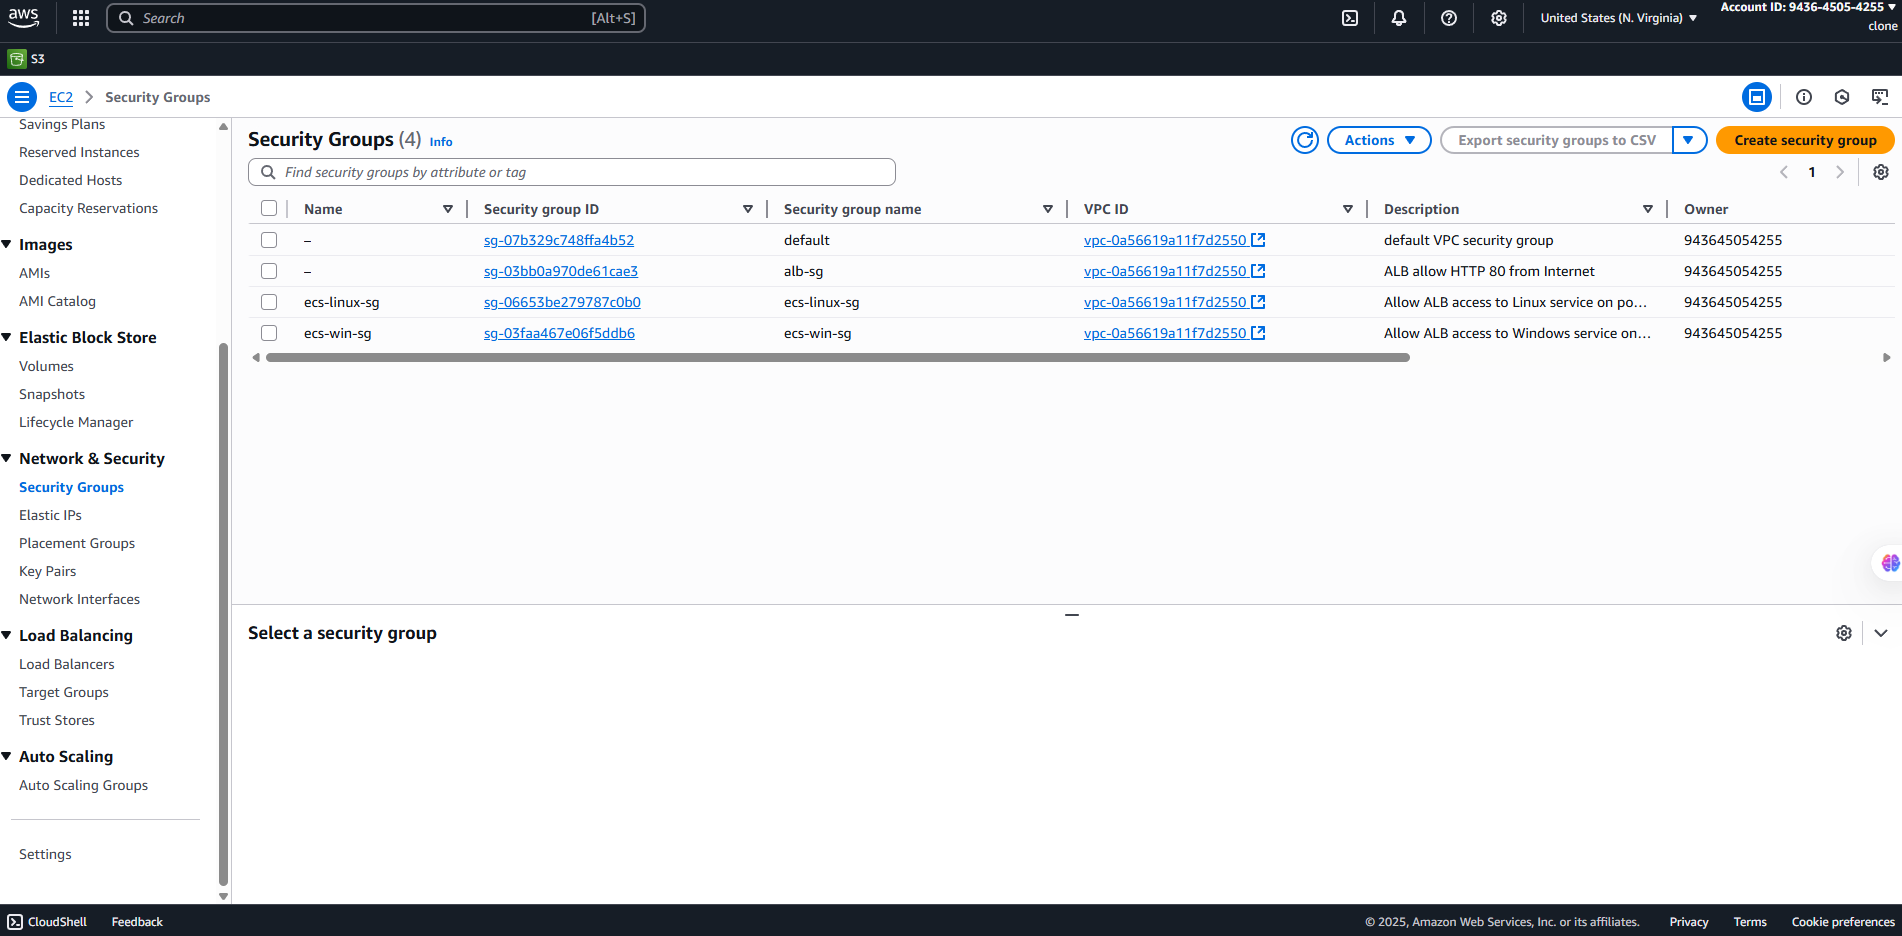 aws Search [Alt+S] United States (N. Virginia) Account ID: 9436-4505-4255
clone
S3
EC2 Security Groups
Savings Plans
Reserved Instances
Dedicated Hosts
Capacity Reservations
Images
AMIs
AMI Catalog
Elastic Block Store
Volumes
Snapshots
Lifecycle Manager
Network & Security
Security Groups
Elastic IPs
Placement Groups
Key Pairs
Network Interfaces
Load Balancing
Load Balancers
Target Groups
Trust Stores
Auto Scaling
Auto Scaling Groups
Settings
Security Groups (4) Info Actions Export security groups to CSV Create security group
Find security groups by attribute or tag 1
Name Security group ID Security group name VPC ID Description Owner
– sg-07b329c748ffa4b52 default vpc-0a56619a11f7d2550 default VPC security group 943645054255
– sg-03bb0a970de61cae3 alb-sg vpc-0a56619a11f7d2550 ALB allow HTTP 80 from Internet 943645054255
ecs-linux-sg sg-06653be279787c0b0 ecs-linux-sg vpc-0a56619a11f7d2550 Allow ALB access to Linux service on po... 943645054255
ecs-win-sg sg-03faa467e06f5ddb6 ecs-win-sg vpc-0a56619a11f7d2550 Allow ALB access to Windows service on... 943645054255
Select a security group
CloudShell Feedback © 2025, Amazon Web Services, Inc. or its affiliates. Privacy Terms Cookie preferences